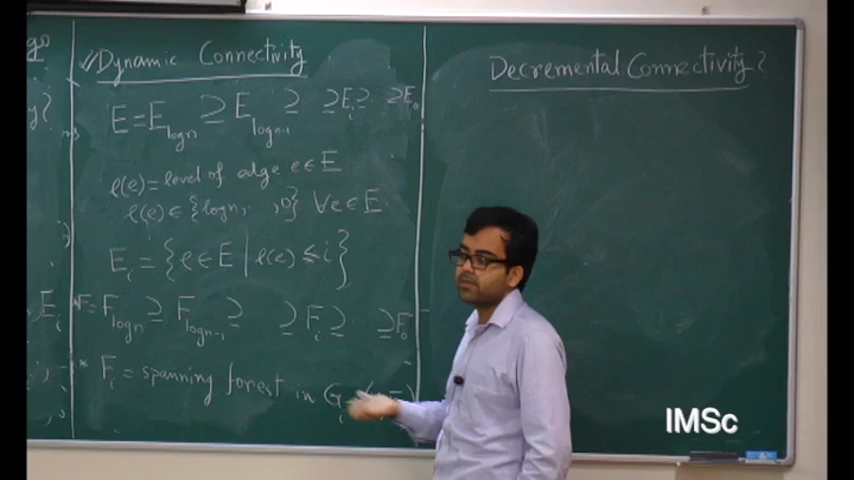 ✓Dynamic Connectivity
E = E_{log n} ⊇ E_{log n-1} ⊇ ⊇ E_i ⊇ ⊇ E_0
ℓ(e) = level of edge e ∈ E
ℓ(e) ∈ {log n, , 0} ∀e ∈ E
E_i = {e ∈ E | ℓ(e) ≤ i}
F = F_{log n} ⊇ F_{log n-1} ⊇ ⊇ F_i ⊇ ⊇ F_0
F_i = spanning forest in G_i
Decremental Connectivity?
IMSc